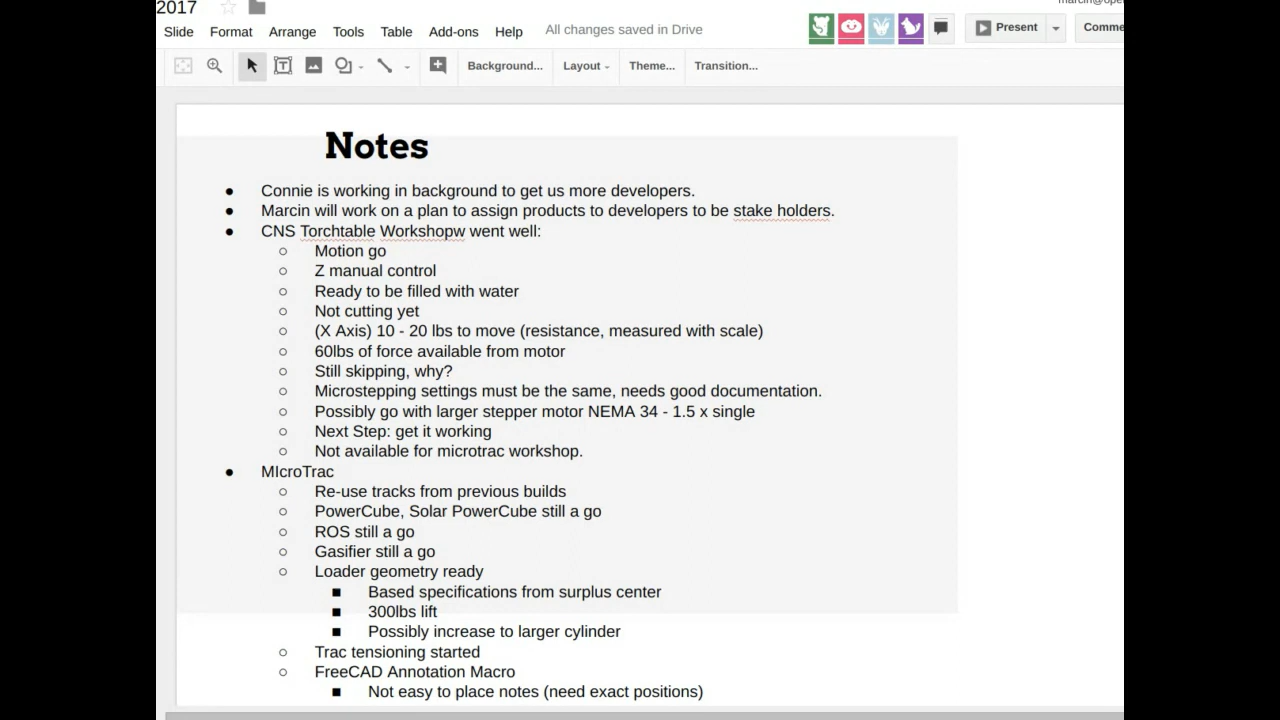 2017
Slide Format Arrange Tools Table Add-ons Help All changes saved in Drive
Present
Background... Layout Theme... Transition...
Notes
● Connie is working in background to get us more developers.
● Marcin will work on a plan to assign products to developers to be stake holders.
● CNS Torchtable Workshopw went well:
○ Motion go
○ Z manual control
○ Ready to be filled with water
○ Not cutting yet
○ (X Axis) 10 - 20 lbs to move (resistance, measured with scale)
○ 60lbs of force available from motor
○ Still skipping, why?
○ Microstepping settings must be the same, needs good documentation.
○ Possibly go with larger stepper motor NEMA 34 - 1.5 x single
○ Next Step: get it working
○ Not available for microtrac workshop.
● MIcroTrac
○ Re-use tracks from previous builds
○ PowerCube, Solar PowerCube still a go
○ ROS still a go
○ Gasifier still a go
○ Loader geometry ready
■ Based specifications from surplus center
■ 300lbs lift
■ Possibly increase to larger cylinder
○ Trac tensioning started
○ FreeCAD Annotation Macro
■ Not easy to place notes (need exact positions)